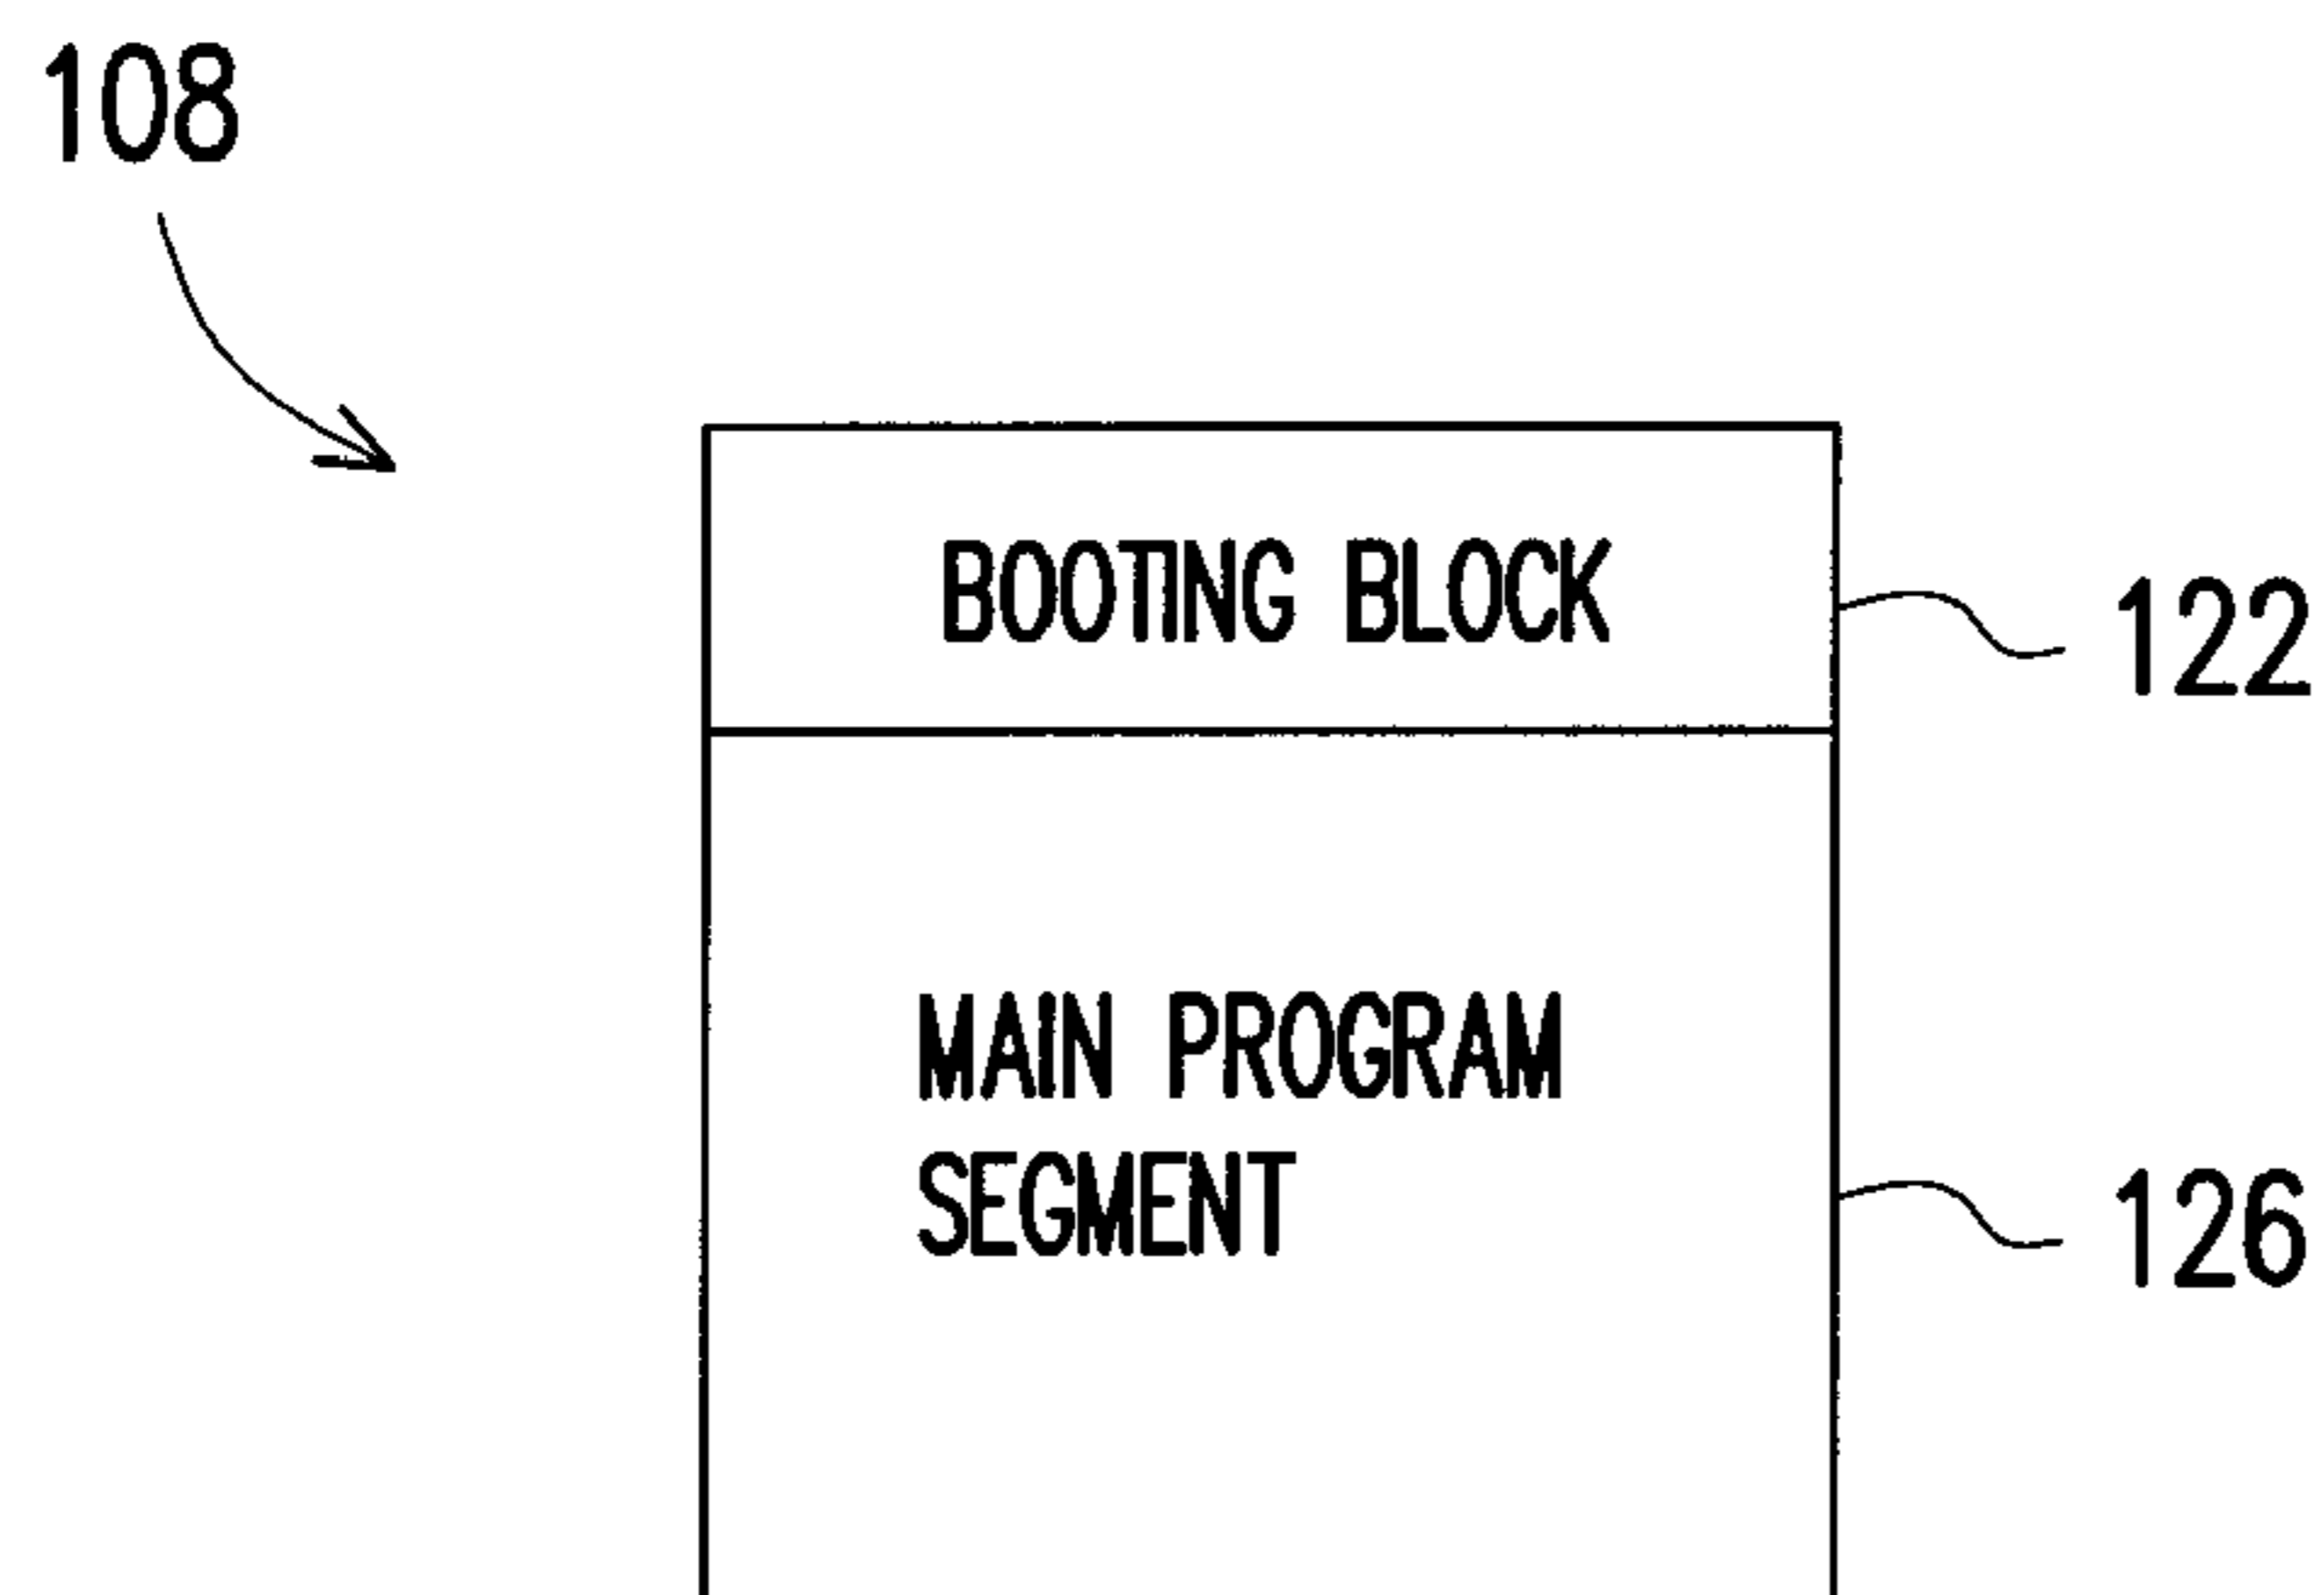 108
BOOTING BLOCK
122
MAIN PROGRAM
SEGMENT
126